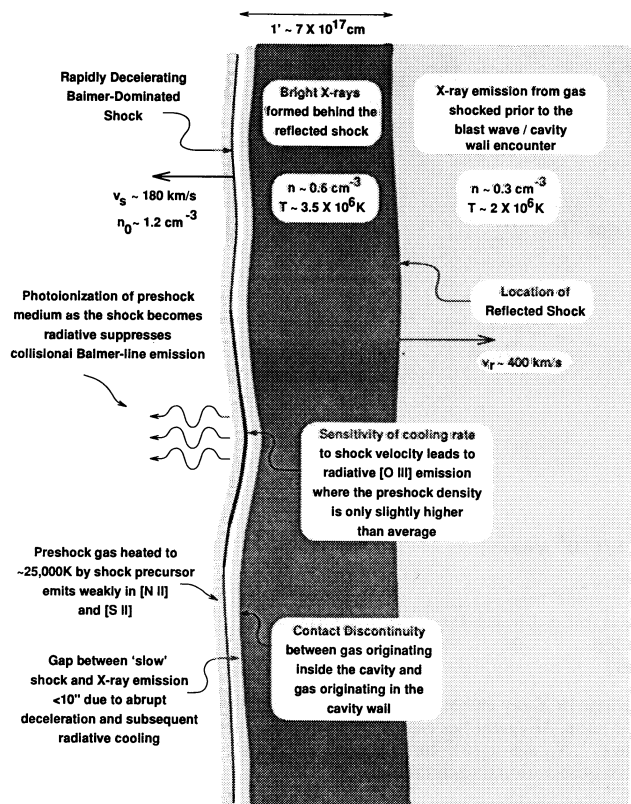 1' ~ 7 X 10^17 cm
Rapidly Decelerating
Balmer-Dominated
Shock
Bright X-rays
formed behind the
reflected shock
X-ray emission from gas
shocked prior to the
blast wave / cavity
wall encounter
v_s ~ 180 km/s
n_0 ~ 1.2 cm^-3
n ~ 0.6 cm^-3
T ~ 3.5 X 10^6 K
n ~ 0.3 cm^-3
T ~ 2 X 10^6 K
Photoionization of preshock
medium as the shock becomes
radiative suppresses
collisional Balmer-line emission
Location of
Reflected Shock
v_r ~ 400 km/s
Sensitivity of cooling rate
to shock velocity leads to
radiative [O III] emission
where the preshock density
is only slightly higher
than average
Preshock gas heated to
~25,000K by shock precursor
emits weakly in [N II]
and [S II]
Contact Discontinuity
between gas originating
inside the cavity and
gas originating in the
cavity wall
Gap between 'slow'
shock and X-ray emission
<10" due to abrupt
deceleration and subsequent
radiative cooling